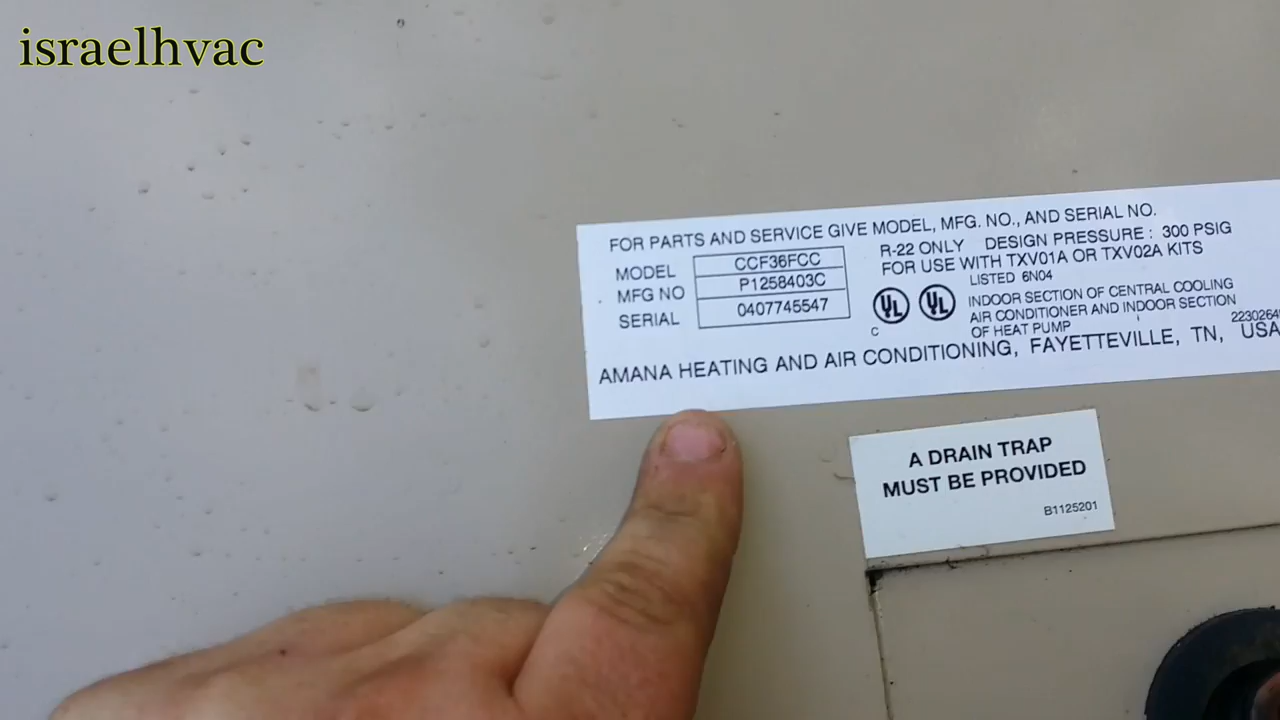 israelhvac
FOR PARTS AND SERVICE GIVE MODEL, MFG. NO., AND SERIAL NO.
MODEL CCF36FCC
MFG NO P1258403C
SERIAL 0407745547
R-22 ONLY DESIGN PRESSURE : 300 PSIG
FOR USE WITH TXV01A OR TXV02A KITS
LISTED 6N04
C UL UL
INDOOR SECTION OF CENTRAL COOLING
AIR CONDITIONER AND INDOOR SECTION
OF HEAT PUMP
AMANA HEATING AND AIR CONDITIONING, FAYETTEVILLE, TN, USA
A DRAIN TRAP
MUST BE PROVIDED
B1125201